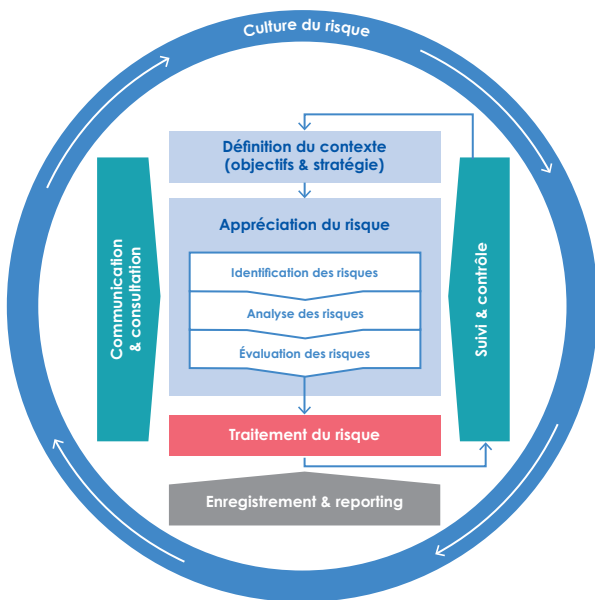 Culture du risque
Définition du contexte
(objectifs & stratégie)
Appréciation du risque
Identification des risques
Analyse des risques
Évaluation des risques
Communication
& consultation
Suivi & contrôle
Traitement du risque
Enregistrement & reporting